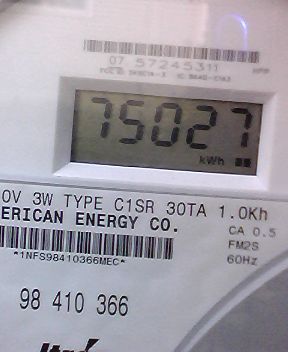 07 57245311
75027
kWh
0V 3W TYPE C1SR 30TA 1.0Kh
ERICAN ENERGY CO.
CA 0.5
FM2S
*1NFS98410366MEC*
60Hz
98 410 366